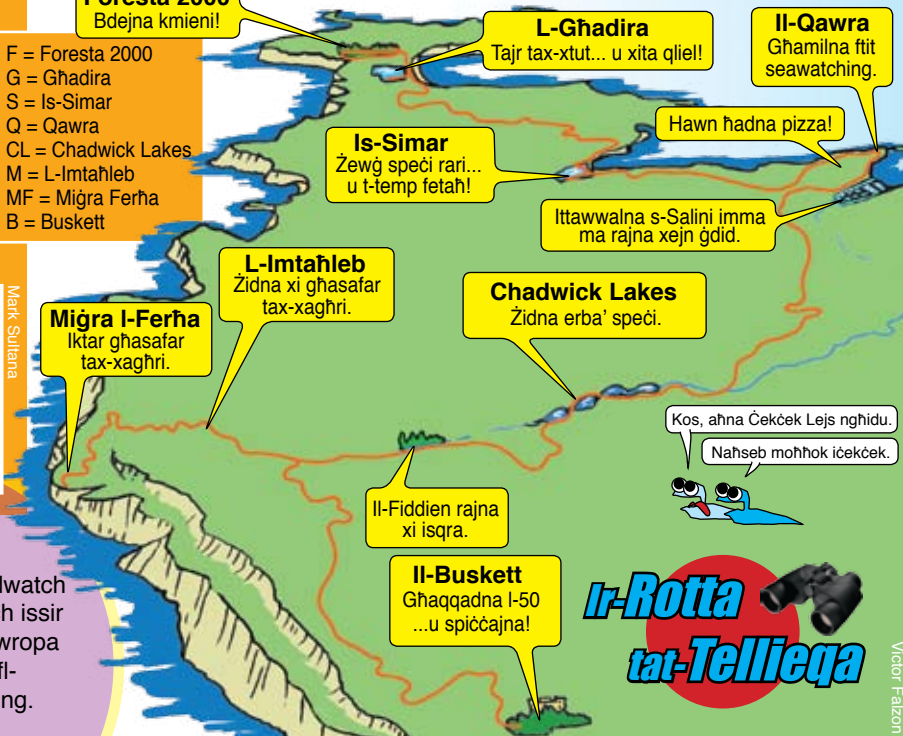 Foresta 2000
Bdejna kmieni!
F = Foresta 2000
G = Għadira
S = Is-Simar
Q = Qawra
CL = Chadwick Lakes
M = L-Imtaħleb
MF = Miġra Ferħa
B = Buskett
Mark Sultana
L-Għadira
Tajr tax-xtut... u xita qliel!
Il-Qawra
Għamilna ftit
seawatching.
Hawn ħadna pizza!
Is-Simar
Żewġ speċi rari...
u t-temp fetaħ!
Ittawwalna s-Salini imma
ma rajna xejn ġdid.
L-Imtaħleb
Żidna xi għasafar
tax-xagħri.
Chadwick Lakes
Żidna erba' speċi.
Miġra l-Ferħa
Iktar għasafar
tax-xagħri.
Kos, aħna Ċekċek Lejs ngħidu.
Naħseb moħħok iċekċek.
Il-Fiddien rajna
xi isqra.
Il-Buskett
Għaqqadna l-50
...u spiċċajna!
Ir-Rotta
tat-Tellieqa
Victor Falzon
dwatch
ch issir
wropa
fl-
ng.